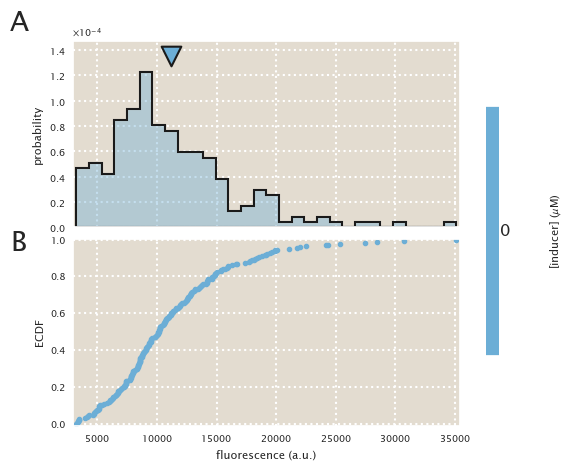 A
×10⁻⁴
1.4
1.2
1.0
0.8
0.6
0.4
0.2
0.0
probability
B
1.0
0.8
0.6
0.4
0.2
0.0
ECDF
5000 10000 15000 20000 25000 30000 35000
fluorescence (a.u.)
0
[inducer] (μM)